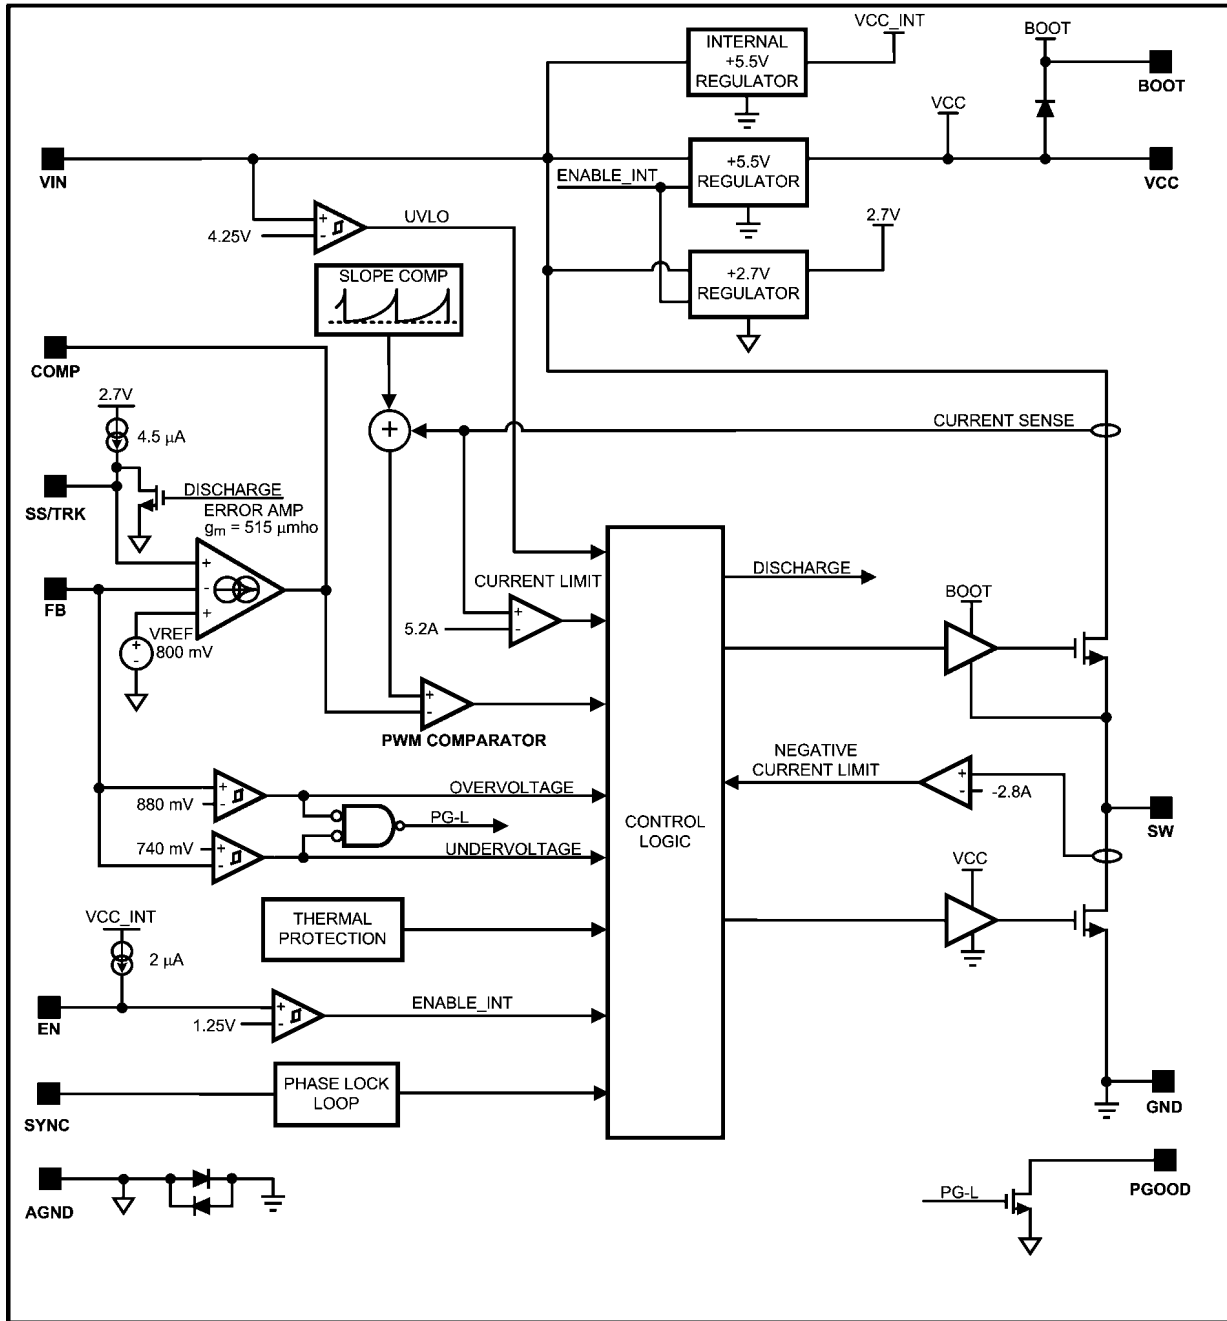 VCC_INT
BOOT
INTERNAL
+5.5V
REGULATOR
BOOT
VCC
VIN
ENABLE_INT
+5.5V
REGULATOR
VCC
UVLO
4.25V
+
-
2.7V
SLOPE COMP
+2.7V
REGULATOR
COMP
2.7V
4.5 µA
+
CURRENT SENSE
SS/TRK
DISCHARGE
ERROR AMP
gm = 515 µmho
+
-
+
FB
VREF
800 mV
+
-
CURRENT LIMIT
5.2A
+
-
DISCHARGE
BOOT
+
-
PWM COMPARATOR
880 mV
+
-
OVERVOLTAGE
PG-L
740 mV
+
-
UNDERVOLTAGE
CONTROL
LOGIC
NEGATIVE
CURRENT LIMIT
+
-
-2.8A
SW
VCC
THERMAL
PROTECTION
VCC_INT
2 µA
EN
1.25V
+
-
ENABLE_INT
SYNC
PHASE LOCK
LOOP
GND
AGND
PG-L
PGOOD